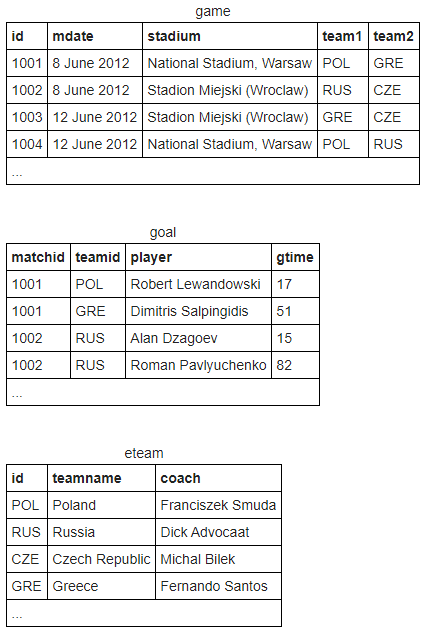 game
id mdate stadium team1 team2
1001 8 June 2012 National Stadium, Warsaw POL GRE
1002 8 June 2012 Stadion Miejski (Wroclaw) RUS CZE
1003 12 June 2012 Stadion Miejski (Wroclaw) GRE CZE
1004 12 June 2012 National Stadium, Warsaw POL RUS
...
goal
matchid teamid player gtime
1001 POL Robert Lewandowski 17
1001 GRE Dimitris Salpingidis 51
1002 RUS Alan Dzagoev 15
1002 RUS Roman Pavlyuchenko 82
...
eteam
id teamname coach
POL Poland Franciszek Smuda
RUS Russia Dick Advocaat
CZE Czech Republic Michal Bilek
GRE Greece Fernando Santos
...